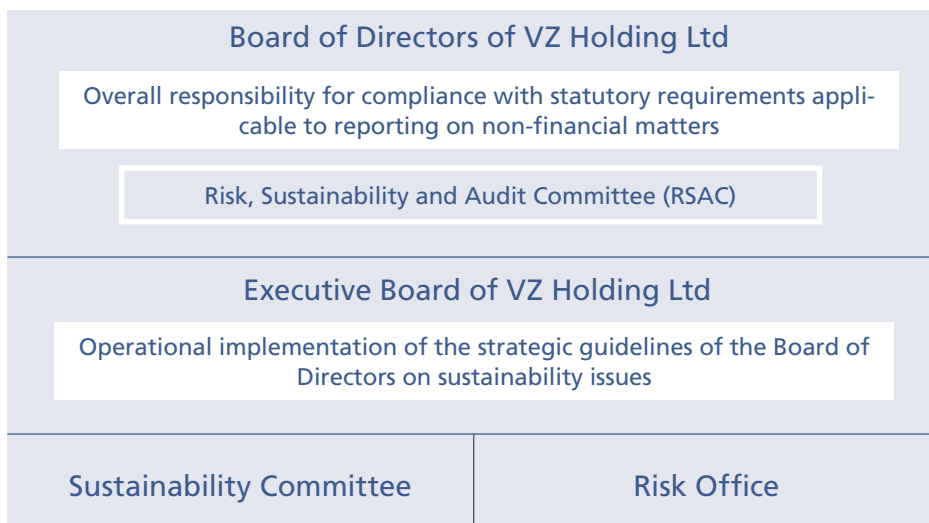 Board of Directors of VZ Holding Ltd
Overall responsibility for compliance with statutory requirements appli-
cable to reporting on non-financial matters
Risk, Sustainability and Audit Committee (RSAC)
Executive Board of VZ Holding Ltd
Operational implementation of the strategic guidelines of the Board of
Directors on sustainability issues
Sustainability Committee
Risk Office